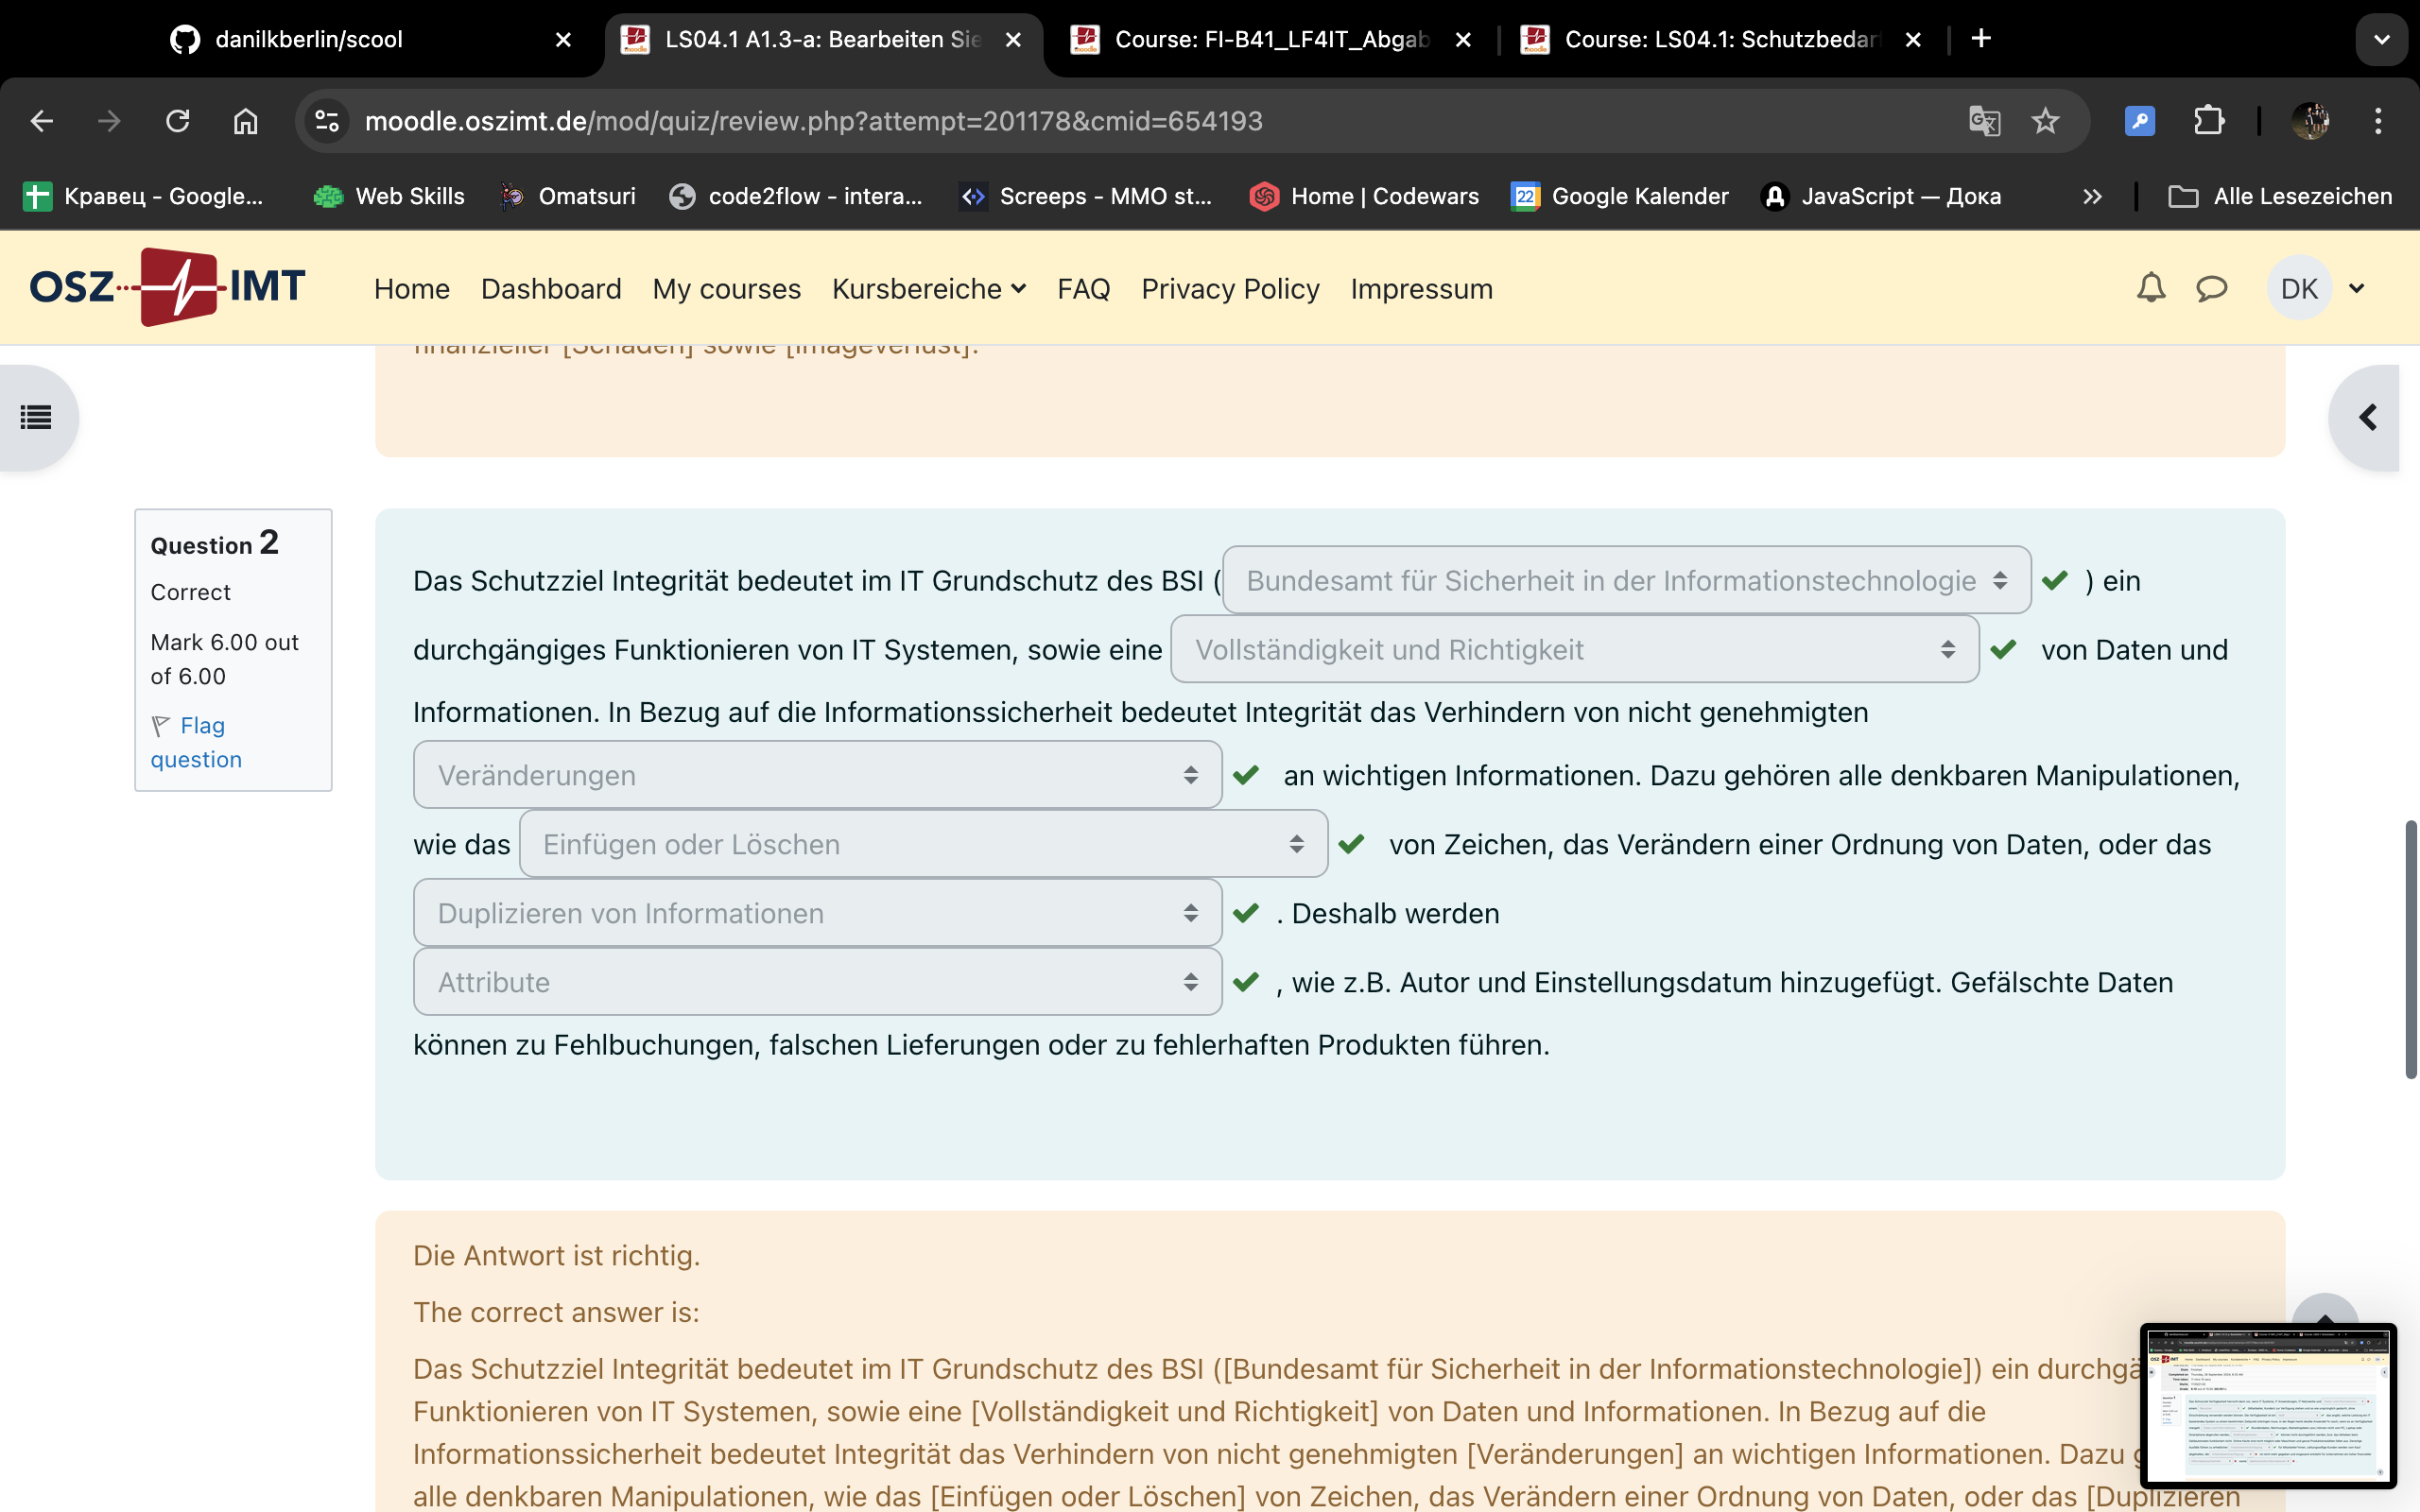 danilkberlin/scool
LS04.1 A1.3-a: Bearbeiten Sie
Course: FI-B41_LF4IT_Abgab
Course: LS04.1: Schutzbedar
moodle.oszimt.de/mod/quiz/review.php?attempt=201178&cmid=654193
Кравец - Google...
Web Skills
Omatsuri
code2flow - intera...
Screeps - MMO st...
Home | Codewars
22
Google Kalender
JavaScript — Дока
Alle Lesezeichen
OSZ IMT
Home
Dashboard
My courses
Kursbereiche
FAQ
Privacy Policy
Impressum
DK
finanzieller [Schaden] sowie [Imageverlust].
Question 2
Correct
Mark 6.00 out
of 6.00
Flag
question
Das Schutzziel Integrität bedeutet im IT Grundschutz des BSI ( Bundesamt für Sicherheit in der Informationstechnologie ) ein
durchgängiges Funktionieren von IT Systemen, sowie eine Vollständigkeit und Richtigkeit von Daten und
Informationen. In Bezug auf die Informationssicherheit bedeutet Integrität das Verhindern von nicht genehmigten
Veränderungen an wichtigen Informationen. Dazu gehören alle denkbaren Manipulationen,
wie das Einfügen oder Löschen von Zeichen, das Verändern einer Ordnung von Daten, oder das
Duplizieren von Informationen . Deshalb werden
Attribute , wie z.B. Autor und Einstellungsdatum hinzugefügt. Gefälschte Daten
können zu Fehlbuchungen, falschen Lieferungen oder zu fehlerhaften Produkten führen.
Die Antwort ist richtig.
The correct answer is:
Das Schutzziel Integrität bedeutet im IT Grundschutz des BSI ([Bundesamt für Sicherheit in der Informationstechnologie]) ein durchgä
Funktionieren von IT Systemen, sowie eine [Vollständigkeit und Richtigkeit] von Daten und Informationen. In Bezug auf die
Informationssicherheit bedeutet Integrität das Verhindern von nicht genehmigten [Veränderungen] an wichtigen Informationen. Dazu g
alle denkbaren Manipulationen, wie das [Einfügen oder Löschen] von Zeichen, das Verändern einer Ordnung von Daten, oder das [Duplizieren